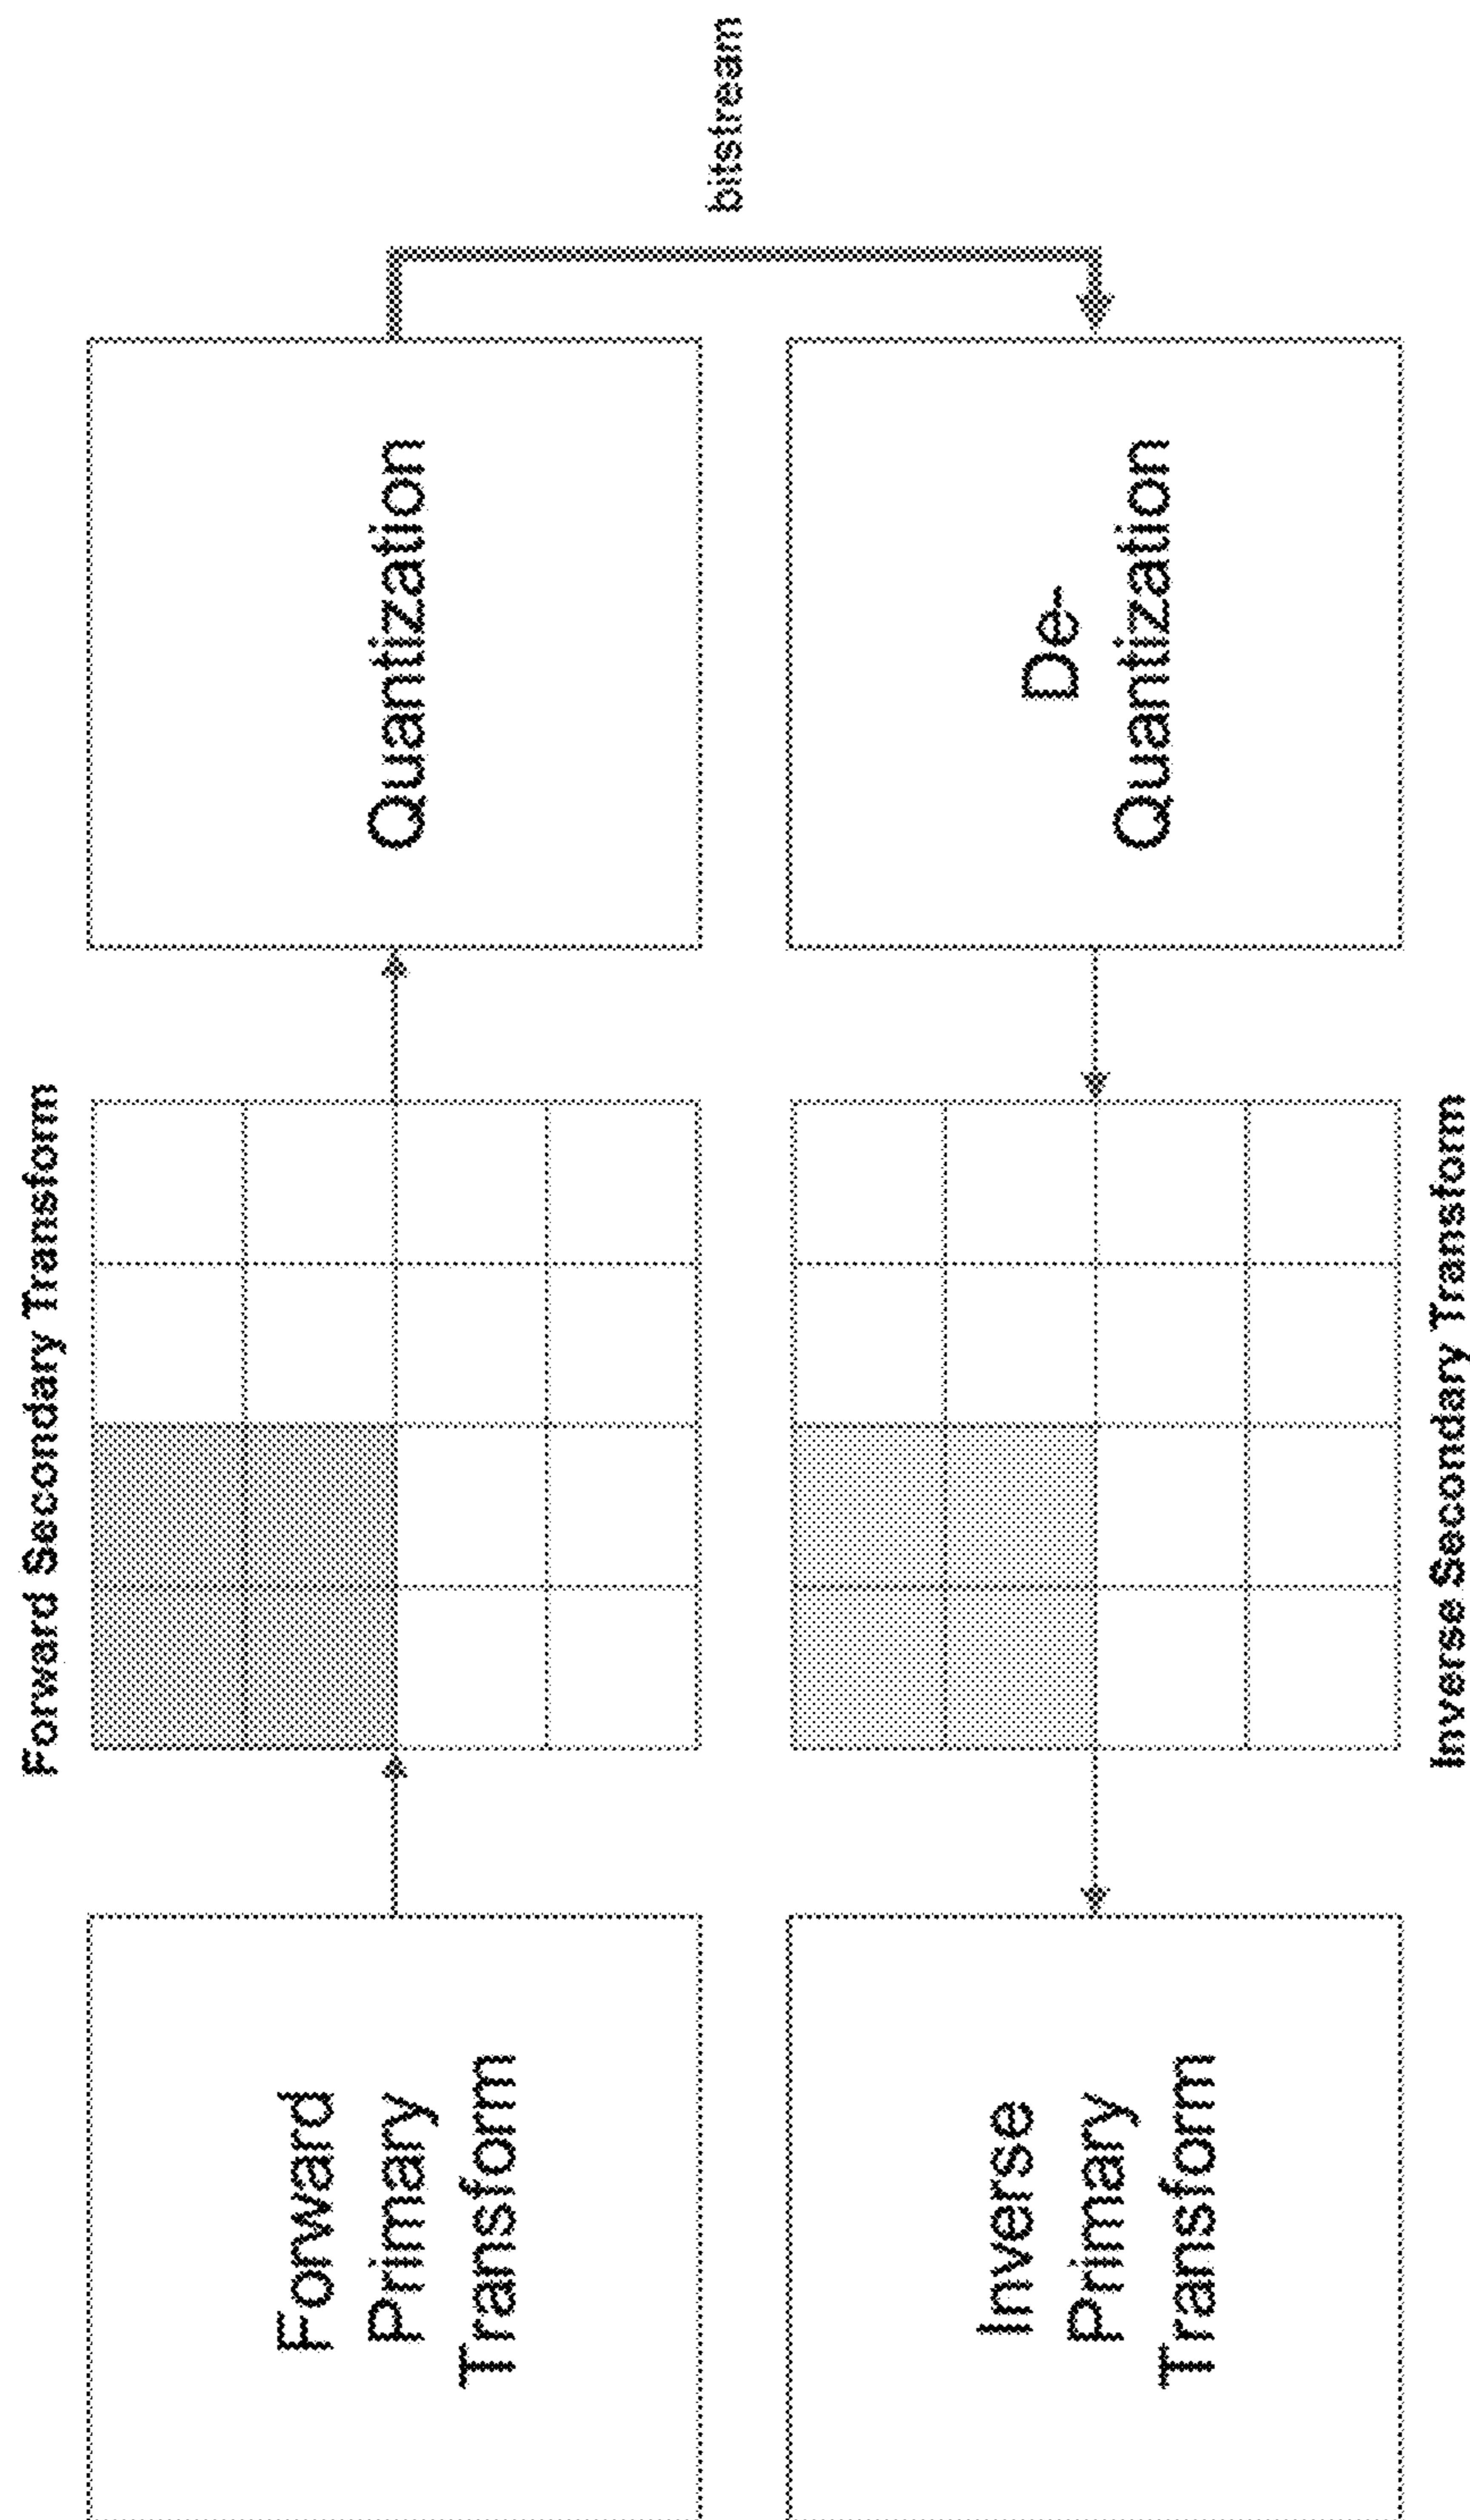 Forward Secondary Transform
Forward
Primary
Transform
Quantization
bitstream
Inverse
Primary
Transform
De-
Quantization
Inverse Secondary Transform